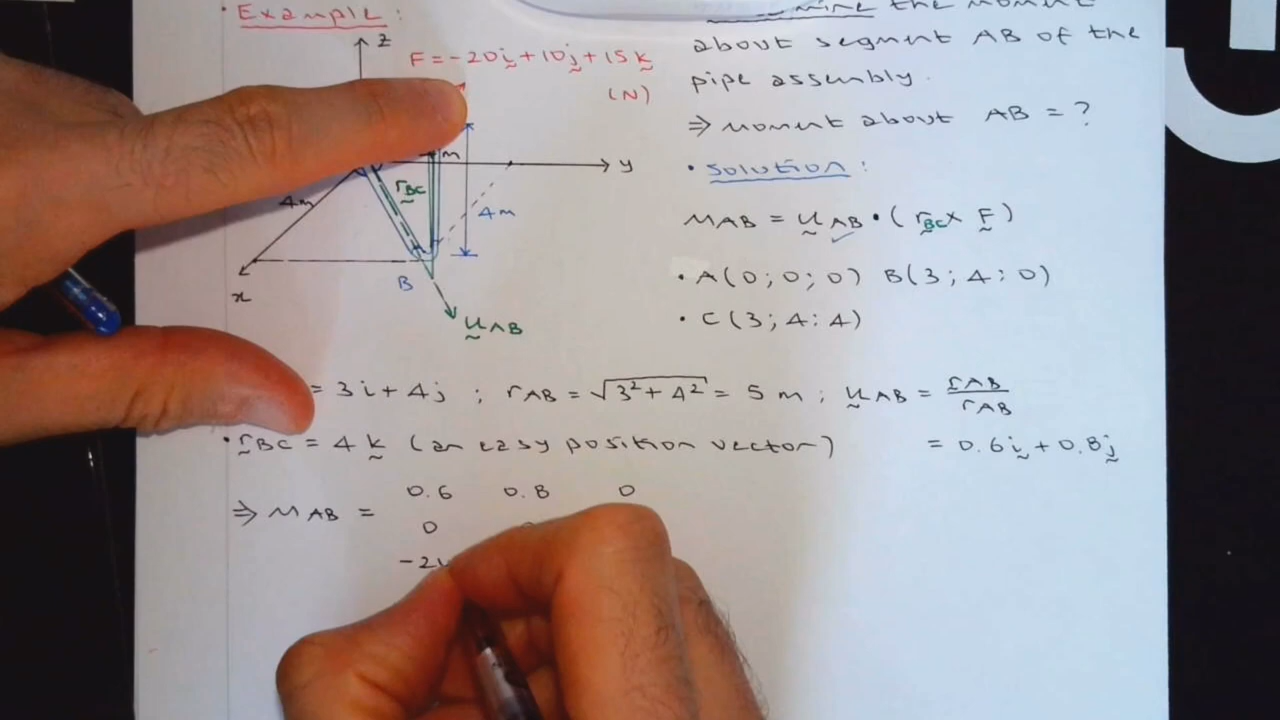 • Example :
z
F = -20i + 10j + 15k
(N)
m
y
rBC
4m
4m
B
x
uAB
the moment
about segment AB of the
pipe assembly.
⇒ Moment about AB = ?
• Solution :
MAB = uAB • (rBC x F)
• A(0; 0; 0) B(3; 4; 0)
• C(3; 4; 4)
= 3i + 4j ; rAB = √3² + 4² = 5 m ; uAB = rAB / rAB
• rBC = 4k (an easy position vector) = 0.6i + 0.8j
0.6 0.8 0
⇒ MAB =
0
-20